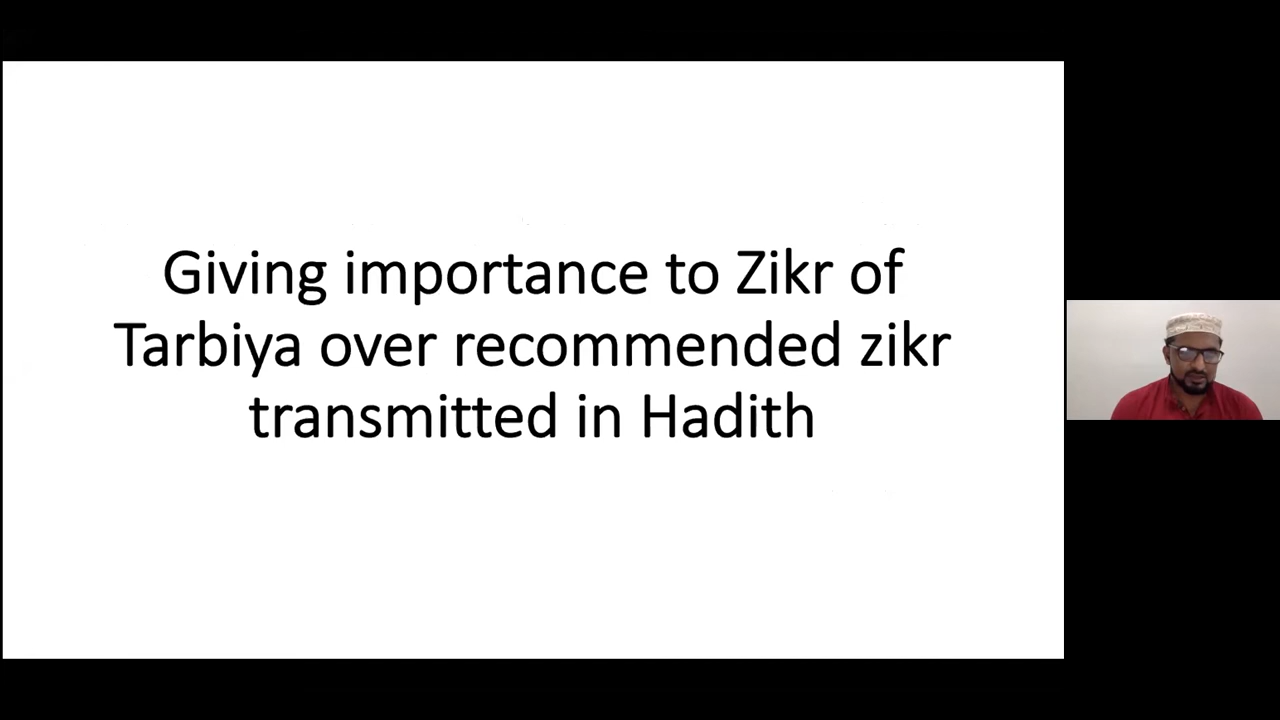 Giving importance to Zikr of
Tarbiya over recommended zikr
transmitted in Hadith